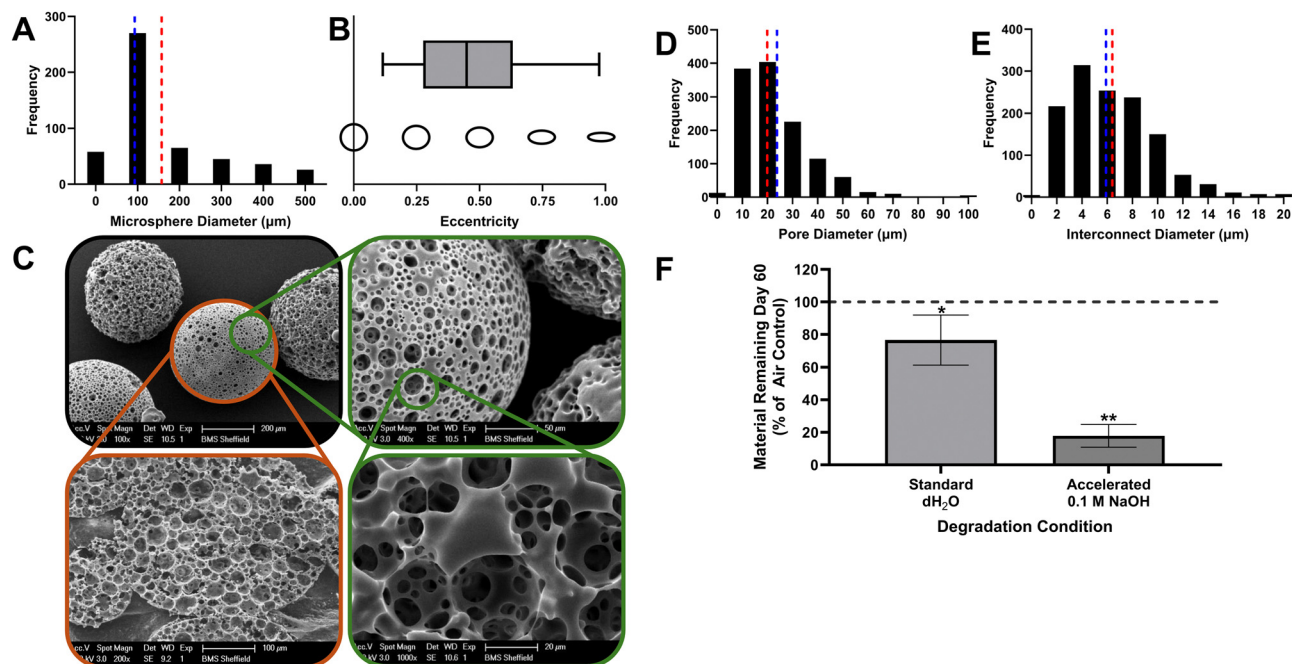 A
300
200
100
0
Frequency
0 100 200 300 400 500
Microsphere Diameter (µm)
B
0.00 0.25 0.50 0.75 1.00
Eccentricity
C
Acc.V Spot Magn Det WD Exp
kV 3.0 100x SE 10.5 1 BMS Sheffield
200 µm
Acc.V Spot Magn Det WD Exp
kV 3.0 400x SE 10.5 1 BMS Sheffield
50 µm
Acc.V Spot Magn Det WD Exp
kV 3.0 200x SE 9.2 1 BMS Sheffield
100 µm
Acc.V Spot Magn Det WD Exp
kV 3.0 1000x SE 10.6 1 BMS Sheffield
20 µm
D
500
400
300
200
100
0
Frequency
0 10 20 30 40 50 60 70 80 90 100
Pore Diameter (µm)
E
400
300
200
100
0
Frequency
0 2 4 6 8 10 12 14 16 18 20
Interconnect Diameter (µm)
F
Material Remaining Day 60
(% of Air Control)
120
100
80
60
40
20
0
*
**
Standard
dH₂O
Accelerated
0.1 M NaOH
Degradation Condition